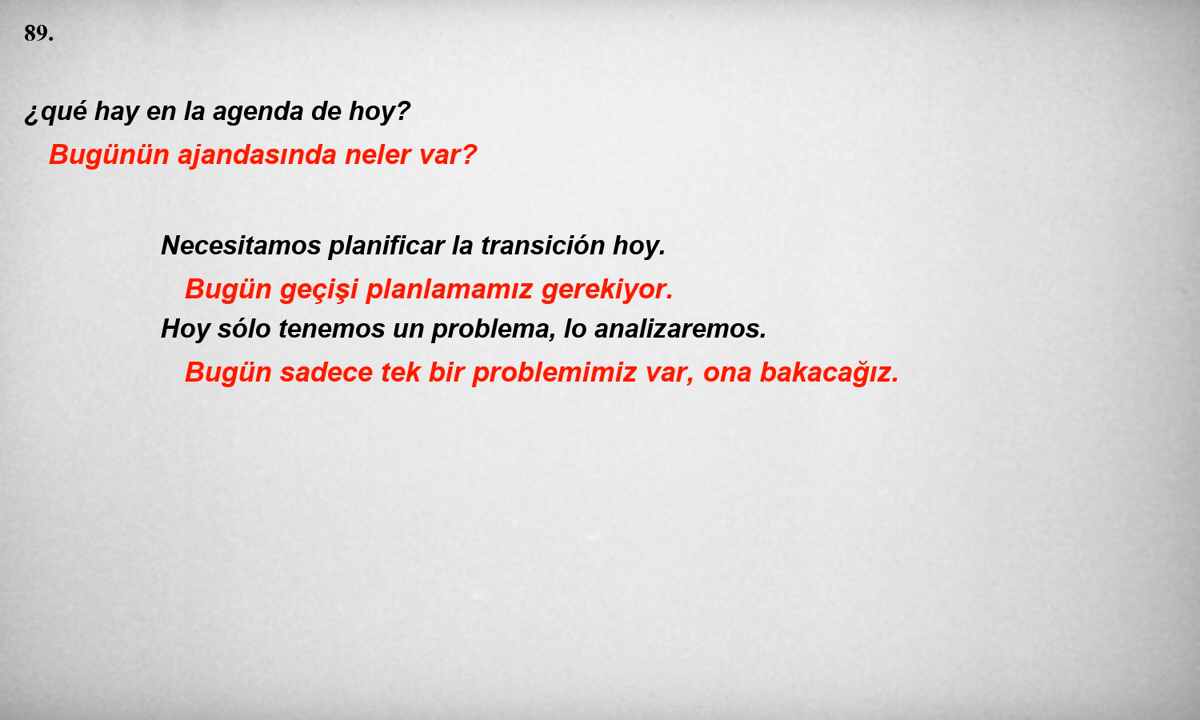 89.
¿qué hay en la agenda de hoy?
Bugünün ajandasında neler var?
Necesitamos planificar la transición hoy.
Bugün geçişi planlamamız gerekiyor.
Hoy sólo tenemos un problema, lo analizaremos.
Bugün sadece tek bir problemimiz var, ona bakacağız.